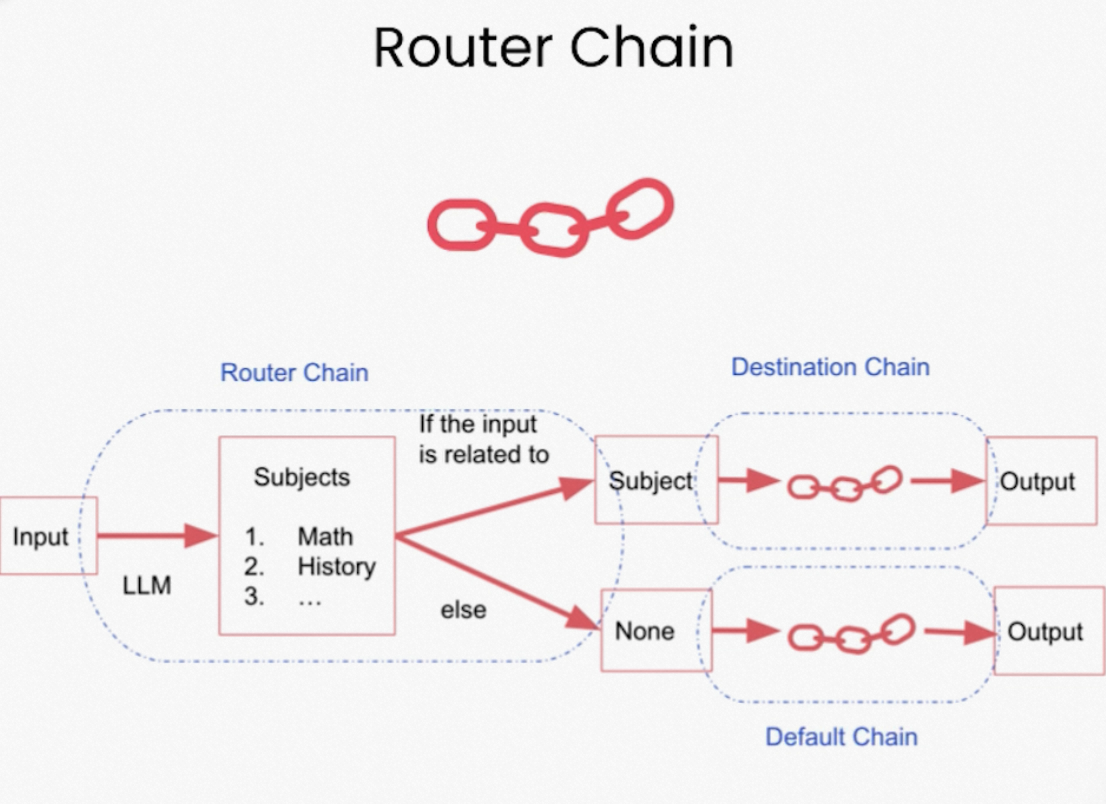 Router Chain
Router Chain
Destination Chain
If the input
is related to
Subjects
1. Math
2. History
3. ...
Input
LLM
else
Subject
Output
None
Output
Default Chain